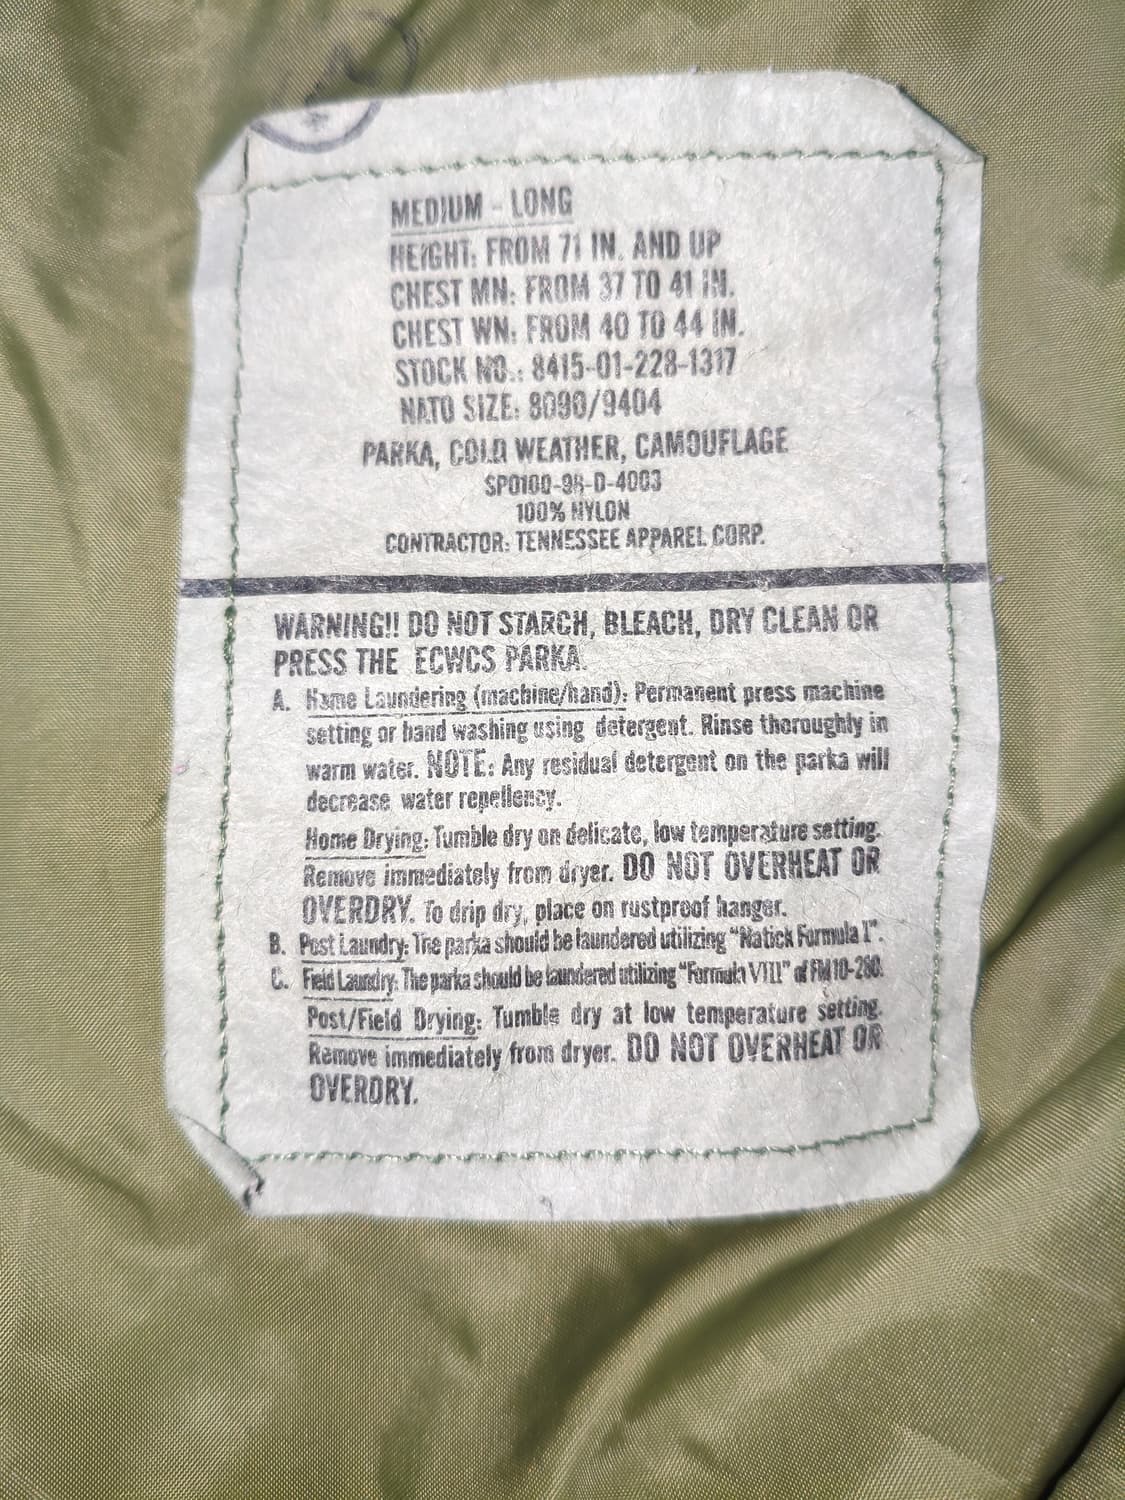 MEDIUM - LONG
HEIGHT: FROM 71 IN. AND UP
CHEST MN: FROM 37 TO 41 IN.
CHEST WN: FROM 40 TO 44 IN.
STOCK NO.: 8415-01-228-1317
NATO SIZE: 8090/9404
PARKA, COLD WEATHER, CAMOUFLAGE
SPO100-98-D-4003
100% NYLON
CONTRACTOR: TENNESSEE APPAREL CORP.
WARNING!! DO NOT STARCH, BLEACH, DRY CLEAN OR
PRESS THE ECWCS PARKA.
A. Home Laundering (machine/hand): Permanent press machine
setting or hand washing using detergent. Rinse thoroughly in
warm water. NOTE: Any residual detergent on the parka will
decrease water repellency.
Home Drying: Tumble dry on delicate, low temperature setting.
Remove immediately from dryer. DO NOT OVERHEAT OR
OVERDRY. To drip dry, place on rustproof hanger.
B. Post Laundry: The parka should be laundered utilizing "Natick Formula I".
C. Field Laundry: The parka should be laundered utilizing "Formula VIII" of FM10-280.
Post/Field Drying: Tumble dry at low temperature setting.
Remove immediately from dryer. DO NOT OVERHEAT OR
OVERDRY.